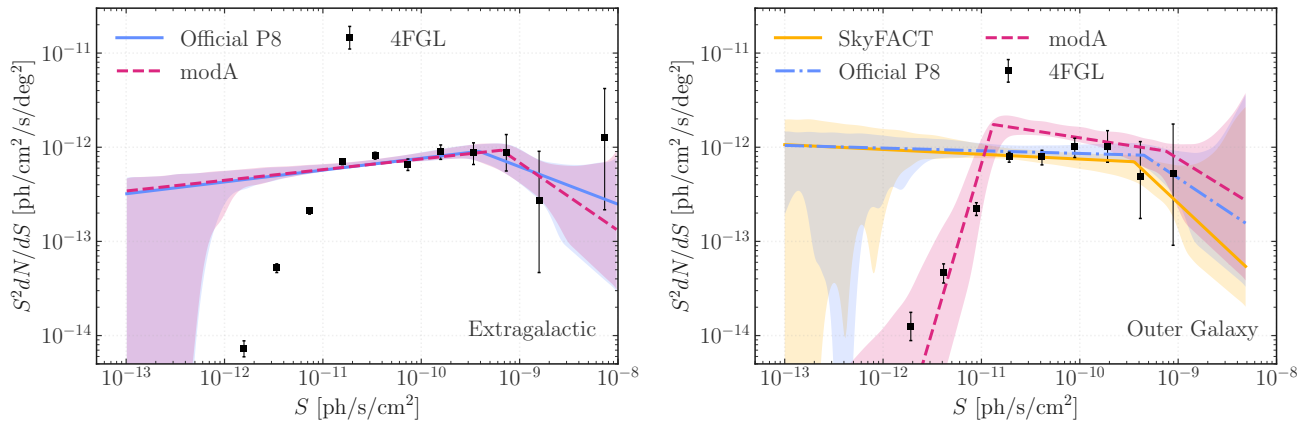 Official P8
modA
4FGL
10⁻¹¹
10⁻¹²
10⁻¹³
10⁻¹⁴
S²dN/dS [ph/cm²/s/deg²]
Extragalactic
10⁻¹³ 10⁻¹² 10⁻¹¹ 10⁻¹⁰ 10⁻⁹ 10⁻⁸
S [ph/s/cm²]
SkyFACT
Official P8
modA
4FGL
10⁻¹¹
10⁻¹²
10⁻¹³
10⁻¹⁴
S²dN/dS [ph/cm²/s/deg²]
Outer Galaxy
10⁻¹³ 10⁻¹² 10⁻¹¹ 10⁻¹⁰ 10⁻⁹ 10⁻⁸
S [ph/s/cm²]